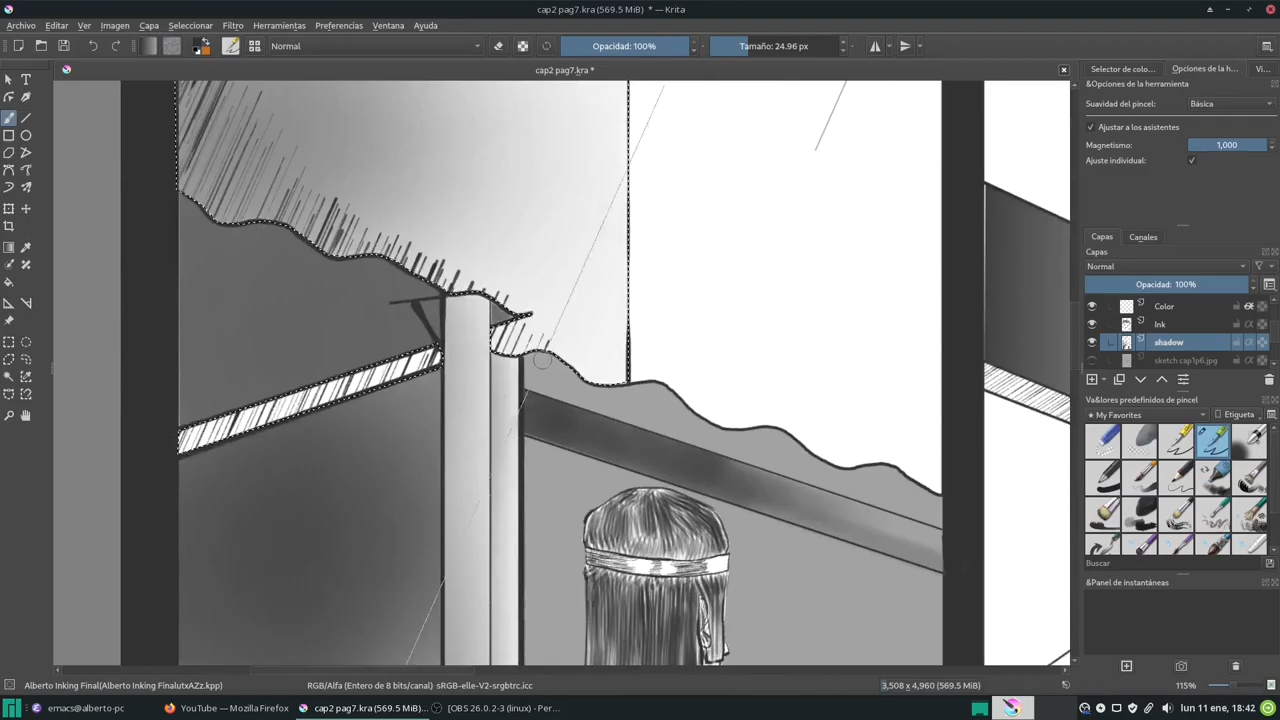 cap2 pag7.kra (569.5 MiB) * — Krita
Archivo Editar Ver Imagen Capa Seleccionar Filtro Herramientas Preferencias Ventana Ayuda
Normal Opacidad: 100% Tamaño: 24.96 px
cap2 pag7.kra *
Selector de colo... Opciones de la h... Vi...
&Opciones de la herramienta
Suavidad del pincel: Básica
Ajustar a los asistentes
Magnetismo: 1,000
Ajuste individual:
Capas Canales
Capas
Normal
Opacidad: 100%
Color
Ink
shadow
sketch cap1p6.jpg
Va&lores predefinidos de pincel
My Favorites Etiqueta
Buscar
&Panel de instantáneas
Alberto Inking Final(Alberto Inking FinalutxAZz.kpp) RGB/Alfa (Entero de 8 bits/canal) sRGB-elle-V2-srgbtrc.icc 3,508 x 4,960 (569.5 MiB) 115%
emacs@alberto-pc YouTube — Mozilla Firefox cap2 pag7.kra (569.5 MiB)... [OBS 26.0.2-3 (linux) - Per... lun 11 ene, 18:42